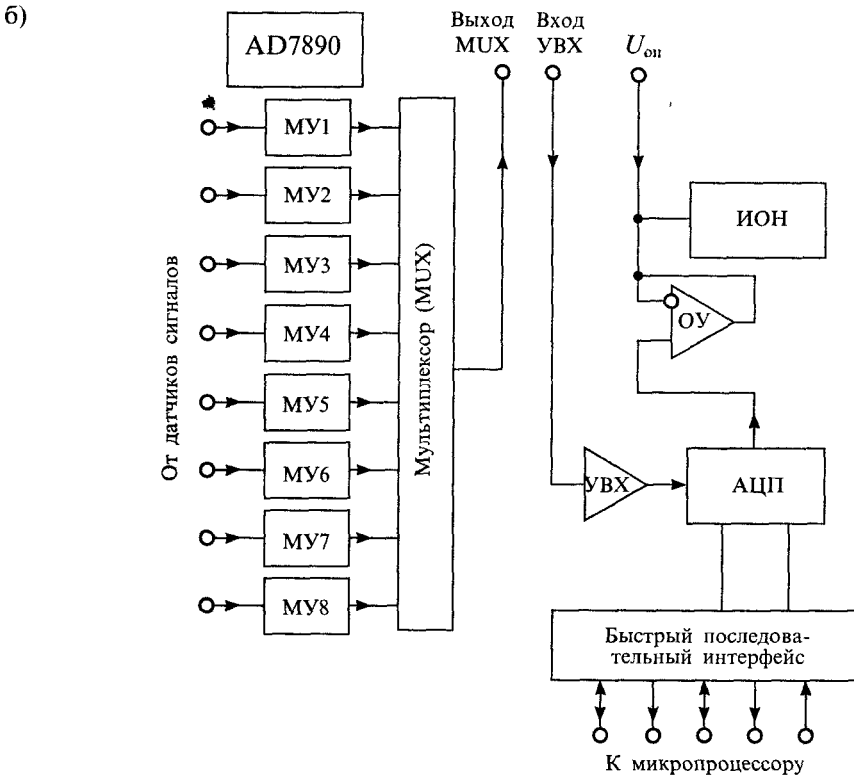 б)
AD7890
Выход
MUX
Вход
УВХ
Uоп
МУ1
МУ2
МУ3
МУ4
МУ5
МУ6
МУ7
МУ8
От датчиков сигналов
Мультиплексор (MUX)
ИОН
ОУ
УВХ
АЦП
Быстрый последова-
тельный интерфейс
К микропроцессору